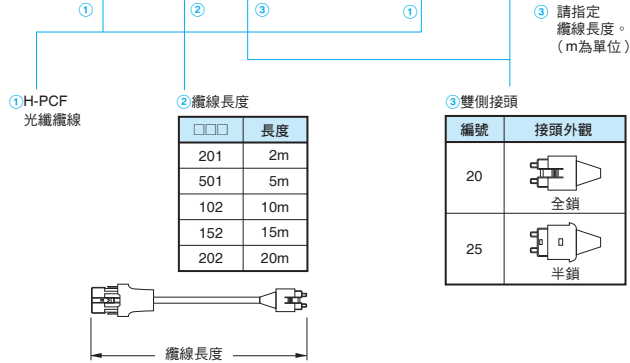 ① ② ③ ① ③ 請指定
纜線長度。
（m為單位）
①H-PCF
光纖纜線
②纜線長度
□□□ 長度
201 2m
501 5m
102 10m
152 15m
202 20m
③雙側接頭
編號 接頭外觀
20 全鎖
25 半鎖
纜線長度